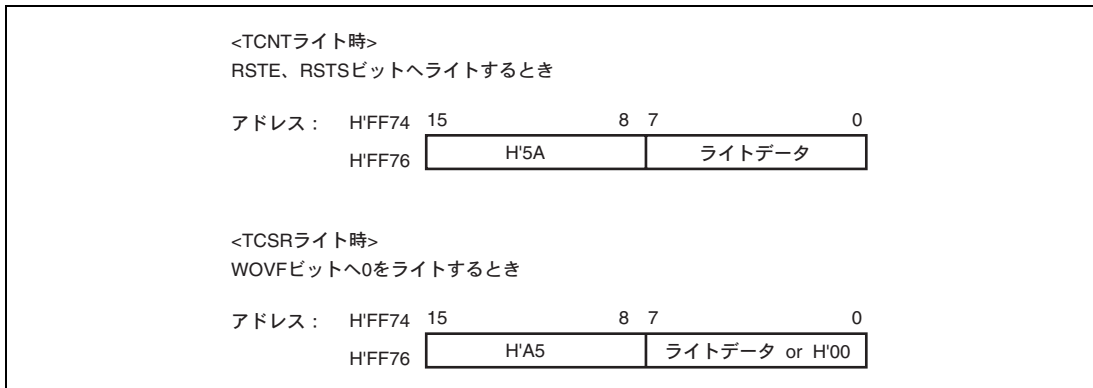 <TCNTライト時>
RSTE、RSTSビットへライトするとき
アドレス： H'FF74 15 8 7 0
H'FF76 H'5A ライトデータ
<TCSRライト時>
WOVFビットへ0をライトするとき
アドレス： H'FF74 15 8 7 0
H'FF76 H'A5 ライトデータ or H'00